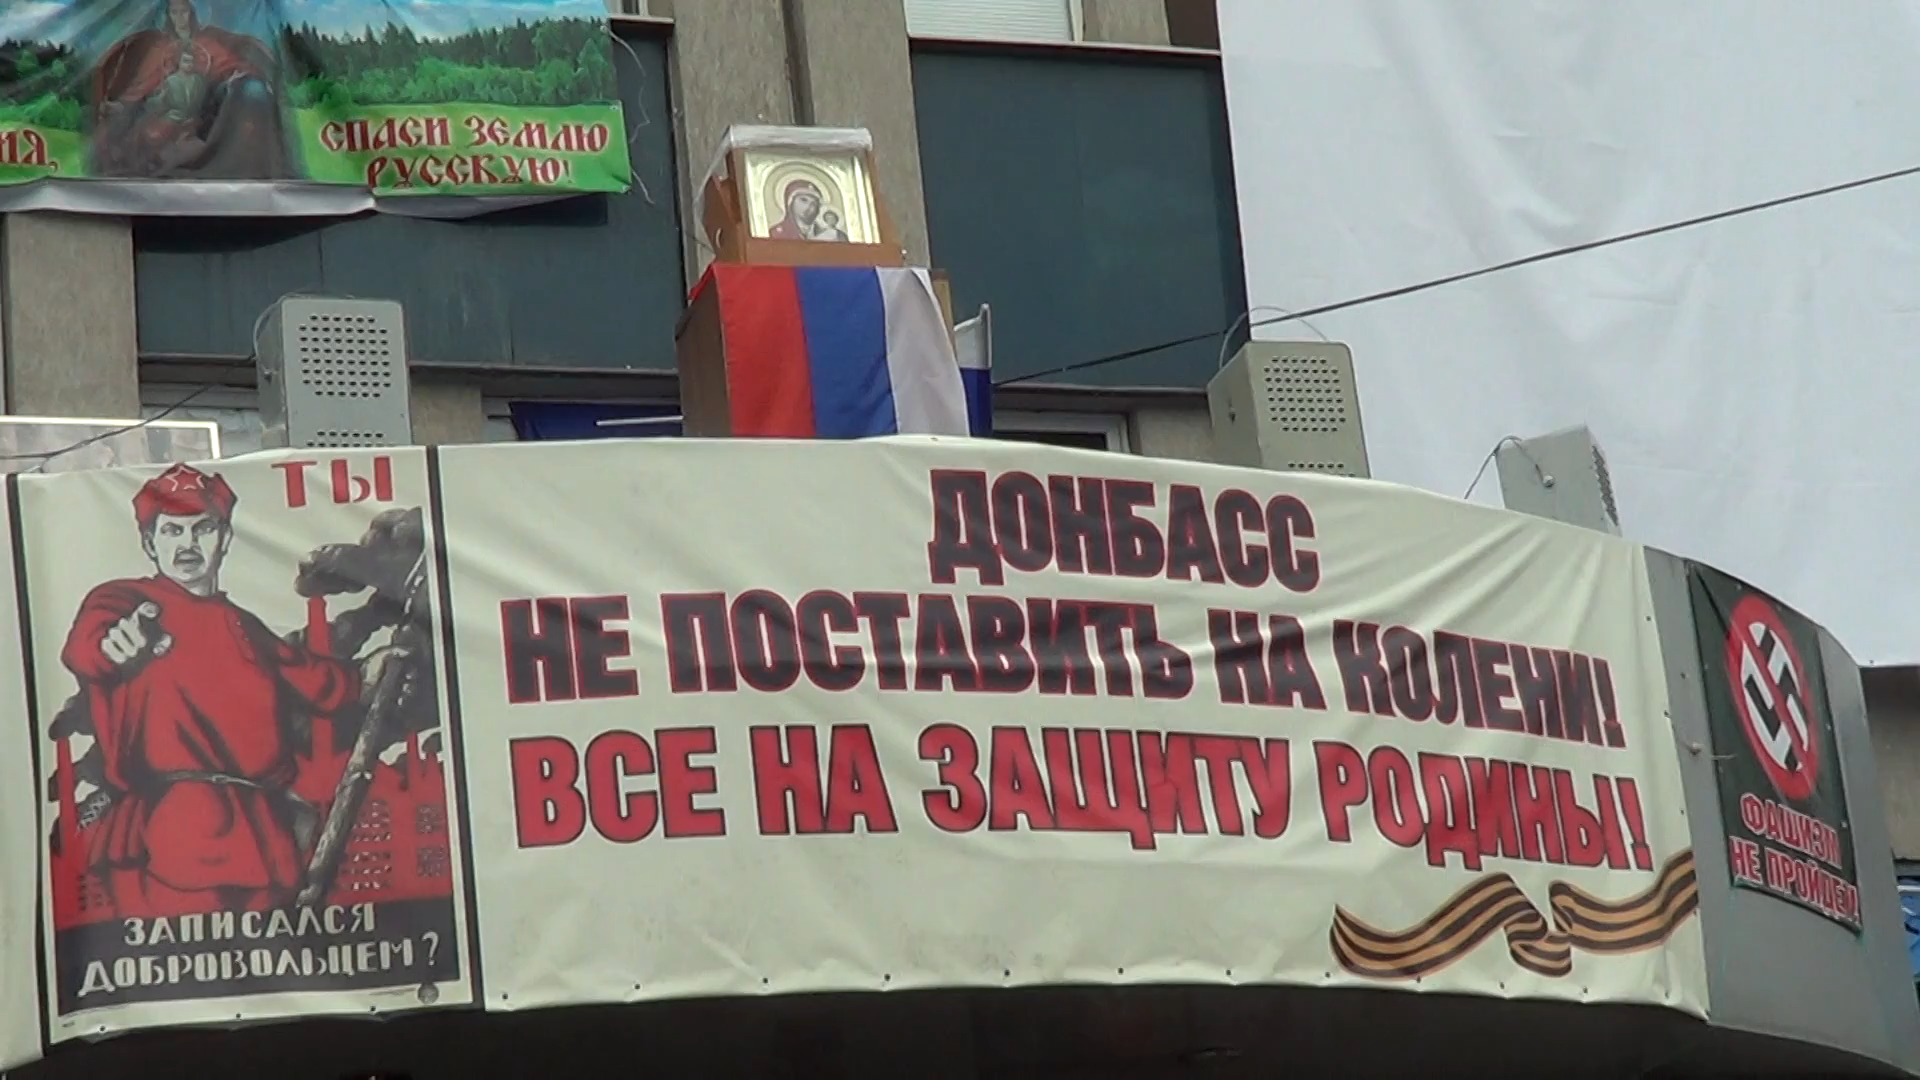 СПАСИ ЗЕМЛЮ
РУССКУЮ!
ТЫ
ЗАПИСАЛСЯ
ДОБРОВОЛЬЦЕМ?
ДОНБАСС
НЕ ПОСТАВИТЬ НА КОЛЕНИ!
ВСЕ НА ЗАЩИТУ РОДИНЫ!
ФАШИЗМ
НЕ ПРОЙДЕТ